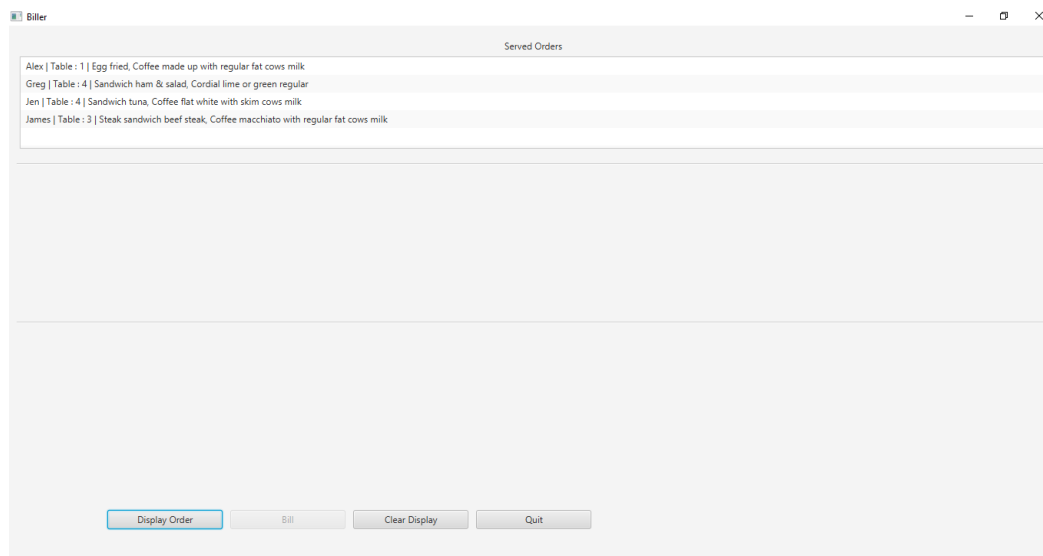 Biller
Served Orders
Alex | Table : 1 | Egg fried, Coffee made up with regular fat cows milk
Greg | Table : 4 | Sandwich ham & salad, Cordial lime or green regular
Jen | Table : 4 | Sandwich tuna, Coffee flat white with skim cows milk
James | Table : 3 | Steak sandwich beef steak, Coffee macchiato with regular fat cows milk
Display Order Bill Clear Display Quit